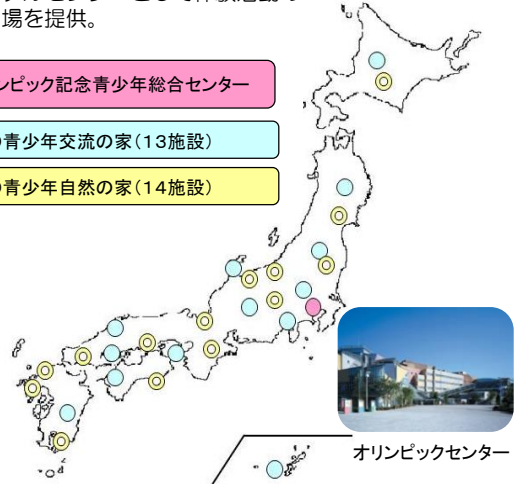 場を提供。
ンピック記念青少年総合センター
青少年交流の家(13施設)
青少年自然の家(14施設)
オリンピックセンター